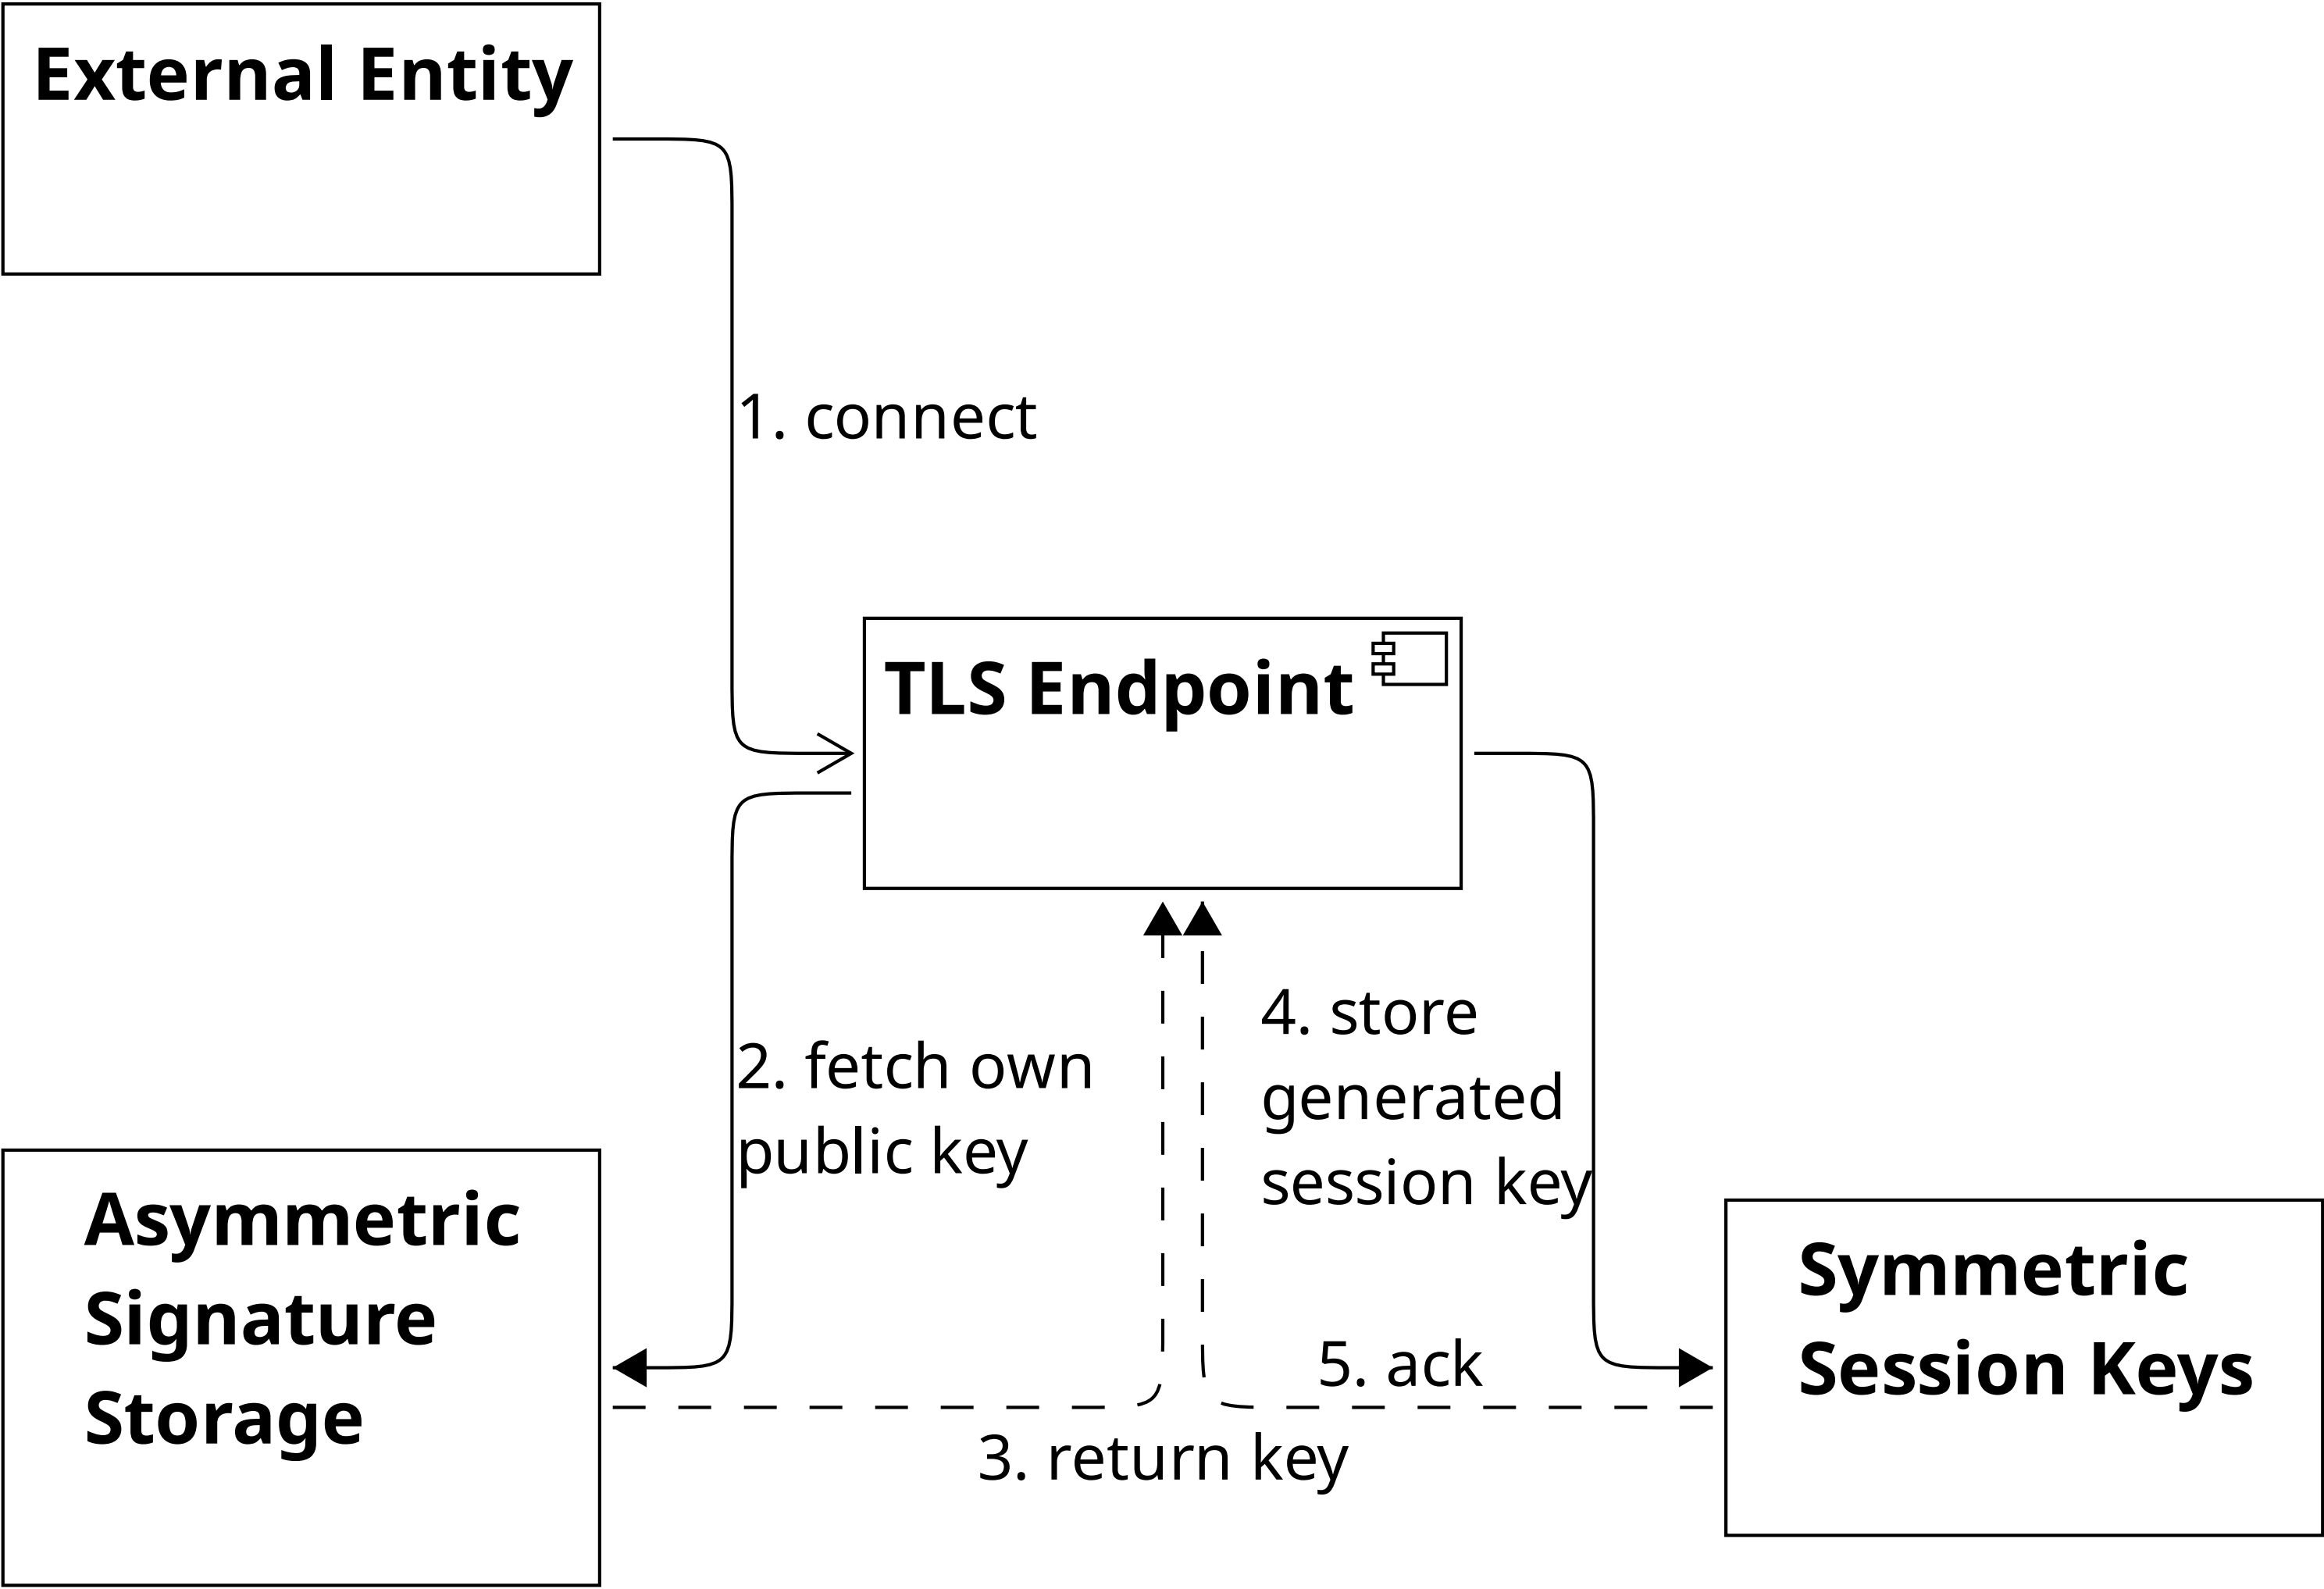 External Entity
1. connect
TLS Endpoint
2. fetch own
public key
4. store
generated
session key
Asymmetric
Signature
Storage
Symmetric
Session Keys
5. ack
3. return key